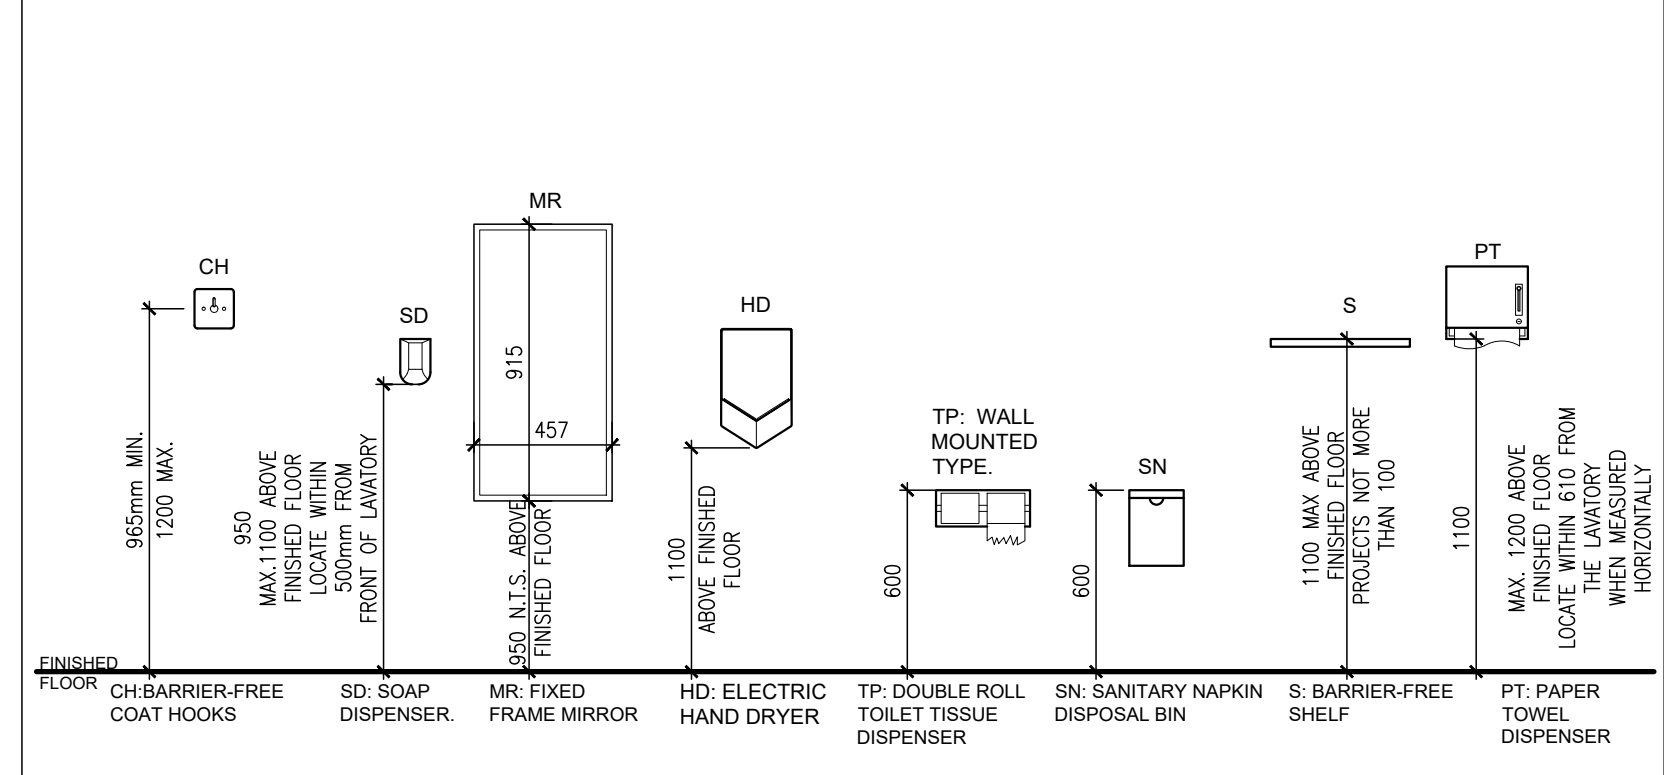 MR
CH
SD
HD
S
PT
TP: WALL
MOUNTED
TYPE.
SN
965mm MIN.
1200 MAX.
950
MAX.1100 ABOVE
FINISHED FLOOR
LOCATE WITHIN
500mm FROM
FRONT OF LAVATORY
915
457
950 N.T.S. ABOVE
FINISHED FLOOR
1100
ABOVE FINISHED
FLOOR
600
600
1100 MAX ABOVE
FINISHED FLOOR
PROJECTS NOT MORE
THAN 100
1100
MAX. 1200 ABOVE
FINISHED FLOOR
LOCATE WITHIN 610 FROM
THE LAVATORY
WHEN MEASURED
HORIZONTALLY
FINISHED
FLOOR
CH:BARRIER-FREE
COAT HOOKS
SD: SOAP
DISPENSER.
MR: FIXED
FRAME MIRROR
HD: ELECTRIC
HAND DRYER
TP: DOUBLE ROLL
TOILET TISSUE
DISPENSER
SN: SANITARY NAPKIN
DISPOSAL BIN
S: BARRIER-FREE
SHELF
PT: PAPER
TOWEL
DISPENSER